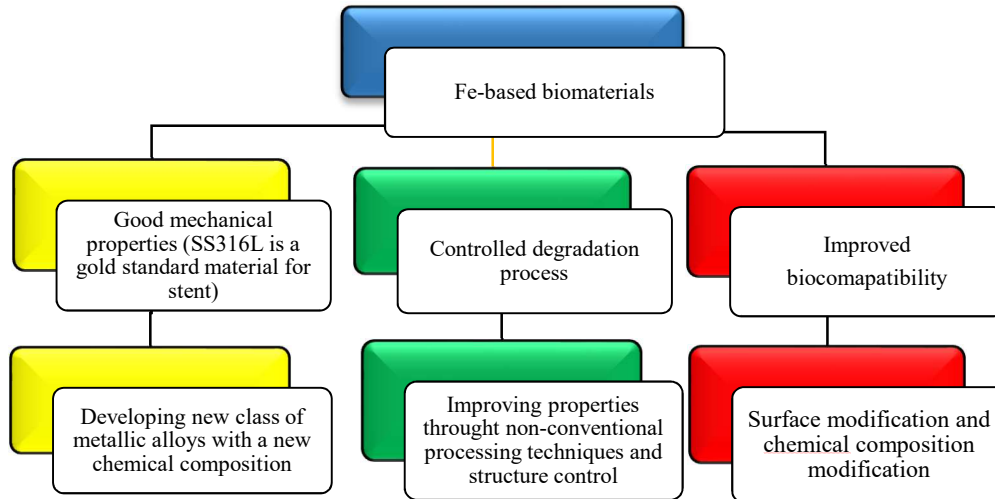 Fe-based biomaterials
Good mechanical
properties (SS316L is a
gold standard material for
stent)
Controlled degradation
process
Improved
biocomapatibility
Developing new class of
metallic alloys with a new
chemical composition
Improving properties
throught non-conventional
processing techniques and
structure control
Surface modification and
chemical composition
modification